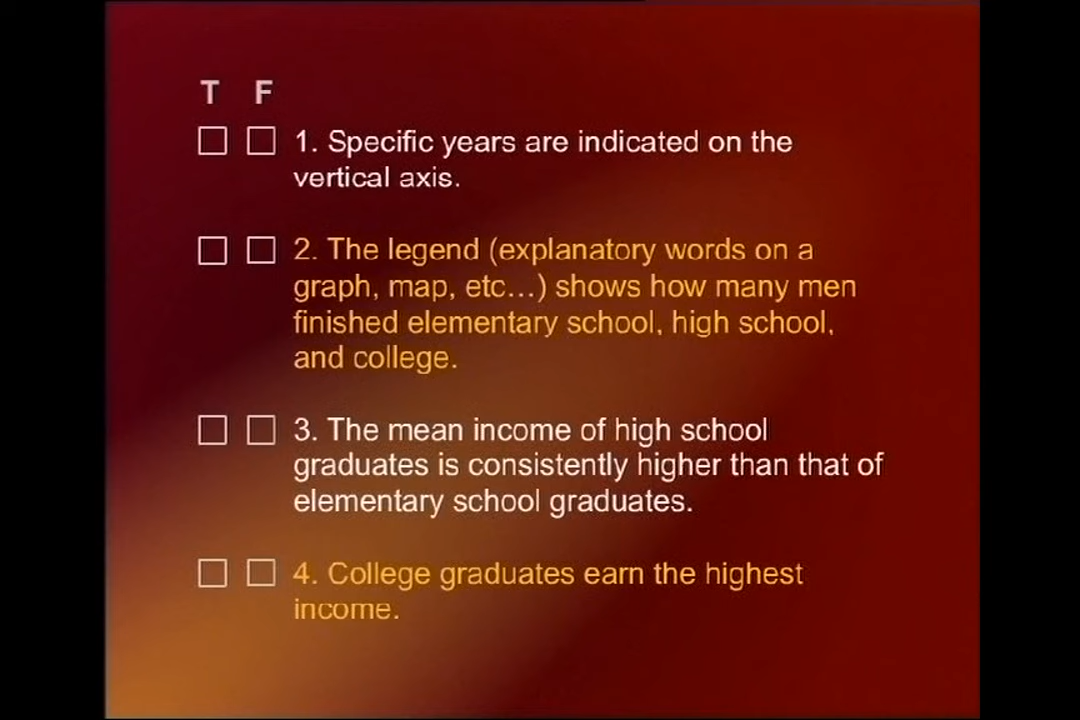 T F
1. Specific years are indicated on the
vertical axis.
2. The legend (explanatory words on a
graph, map, etc...) shows how many men
finished elementary school, high school,
and college.
3. The mean income of high school
graduates is consistently higher than that of
elementary school graduates.
4. College graduates earn the highest
income.